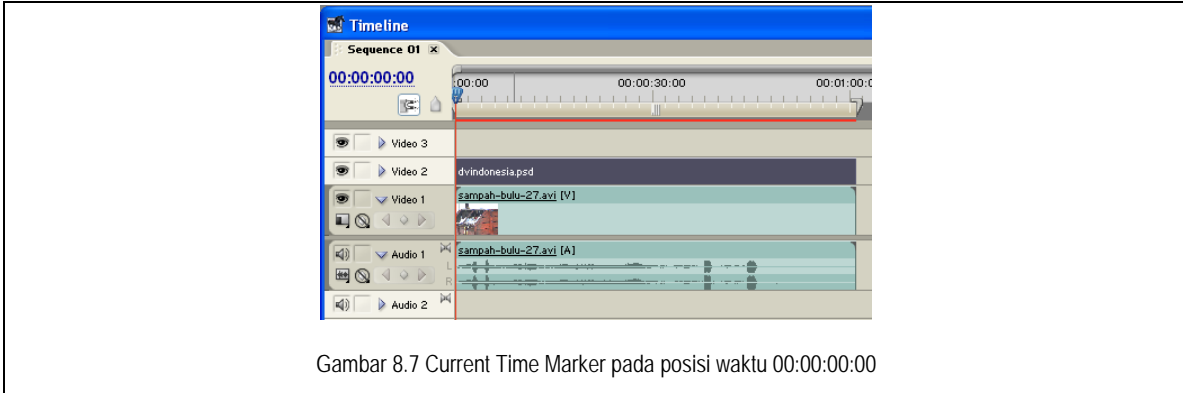 Timeline
Sequence 01
00:00:00:00
:00:00 00:00:30:00 00:01:00:0
Video 3
Video 2 dvindonesia.psd
Video 1 sampah-bulu-27.avi [V]
Audio 1 sampah-bulu-27.avi [A]
L
R
Audio 2
Gambar 8.7 Current Time Marker pada posisi waktu 00:00:00:00